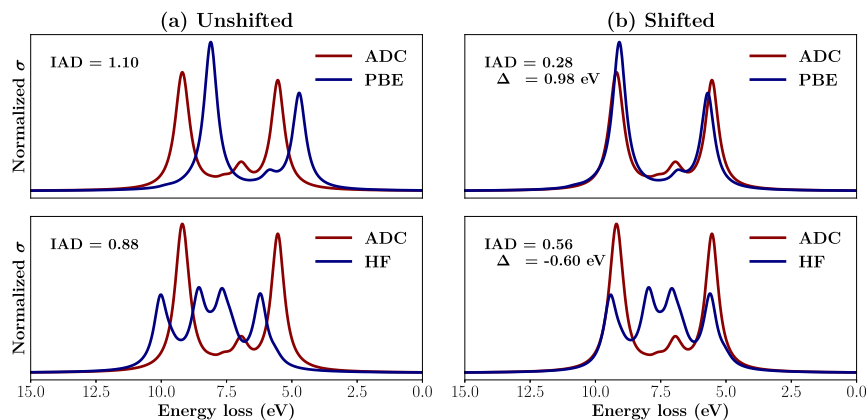 (a) Unshifted
(b) Shifted
Normalized σ
IAD = 1.10
ADC
PBE
IAD = 0.28
Δ = 0.98 eV
ADC
PBE
Normalized σ
IAD = 0.88
ADC
HF
IAD = 0.56
Δ = -0.60 eV
ADC
HF
15.0 12.5 10.0 7.5 5.0 2.5 0.0
15.0 12.5 10.0 7.5 5.0 2.5 0.0
Energy loss (eV)
Energy loss (eV)